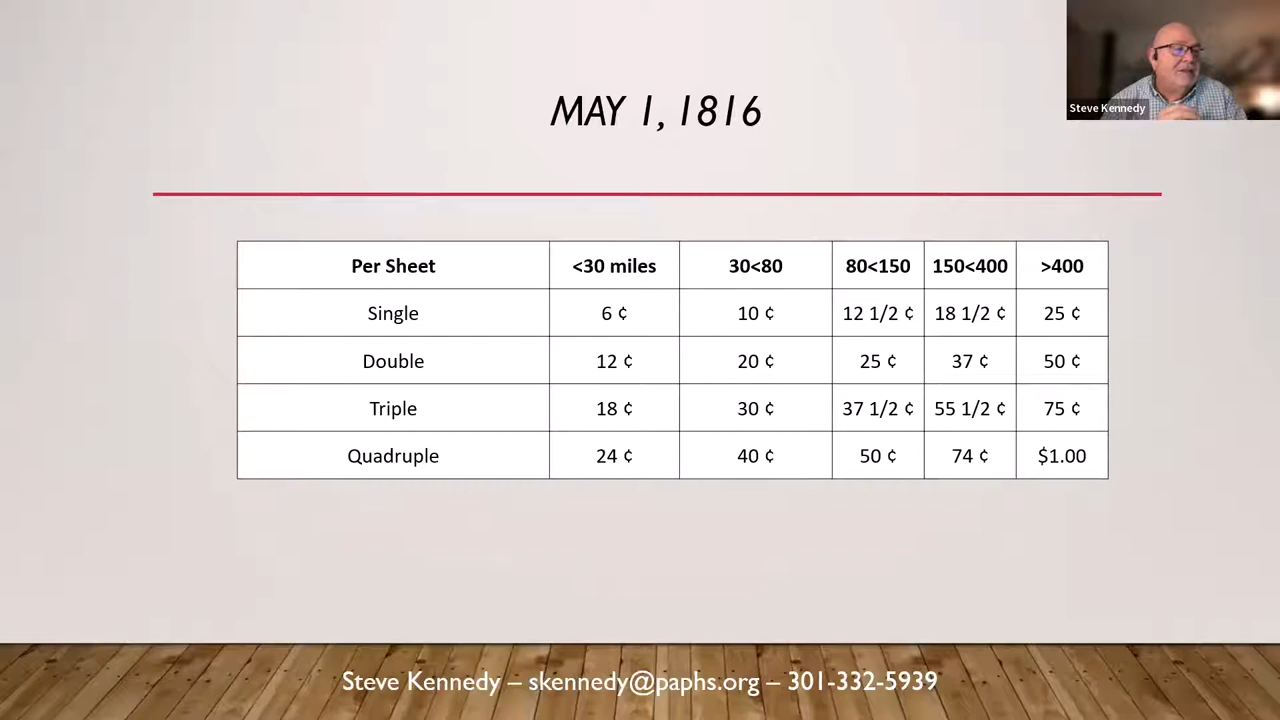 MAY 1, 1816
Steve Kennedy
Per Sheet <30 miles 30<80 80<150 150<400 >400
Single 6 ¢ 10 ¢ 12 1/2 ¢ 18 1/2 ¢ 25 ¢
Double 12 ¢ 20 ¢ 25 ¢ 37 ¢ 50 ¢
Triple 18 ¢ 30 ¢ 37 1/2 ¢ 55 1/2 ¢ 75 ¢
Quadruple 24 ¢ 40 ¢ 50 ¢ 74 ¢ $1.00
Steve Kennedy – skennedy@paphs.org – 301-332-5939